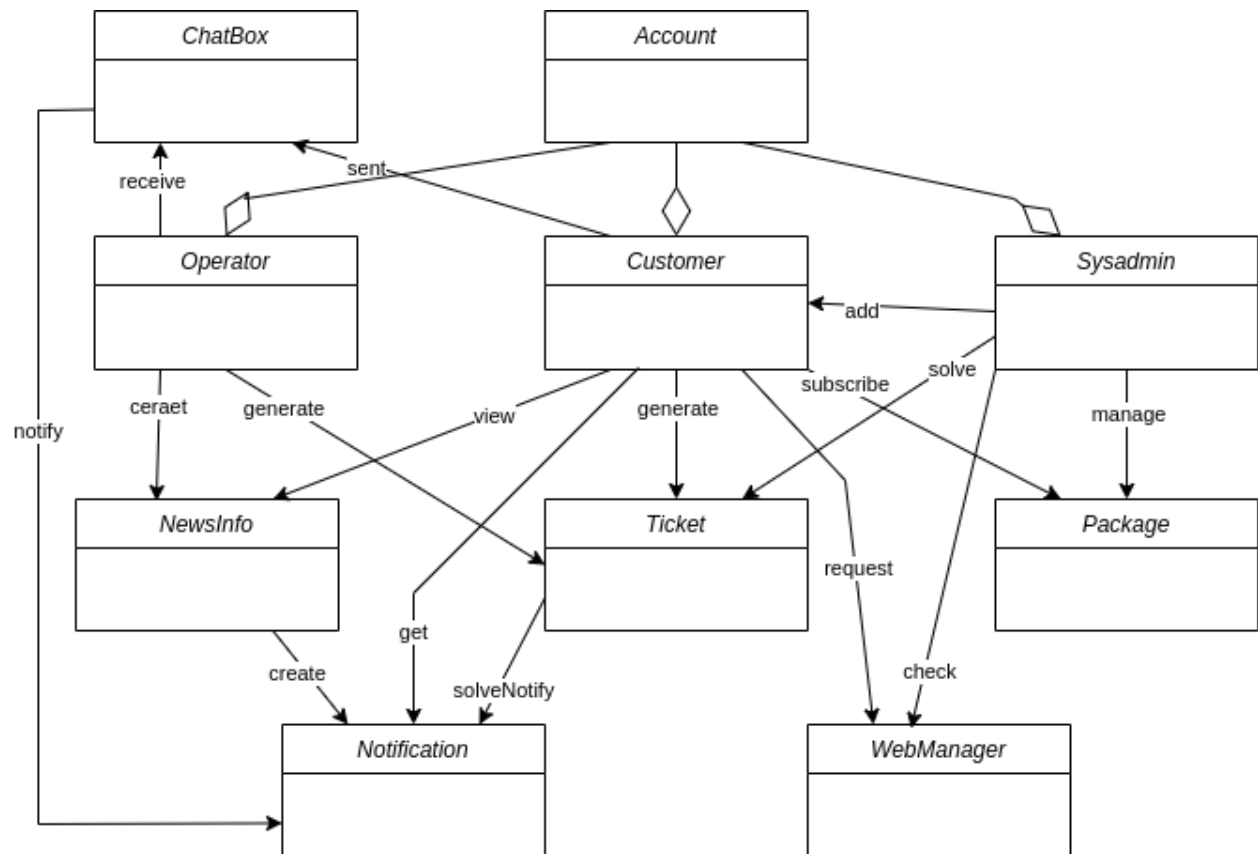 ChatBox
Account
sent
receive
Operator
Customer
Sysadmin
add
solve
subscribe
ceraet
generate
view
generate
manage
notify
NewsInfo
Ticket
Package
request
get
create
check
solveNotify
Notification
WebManager